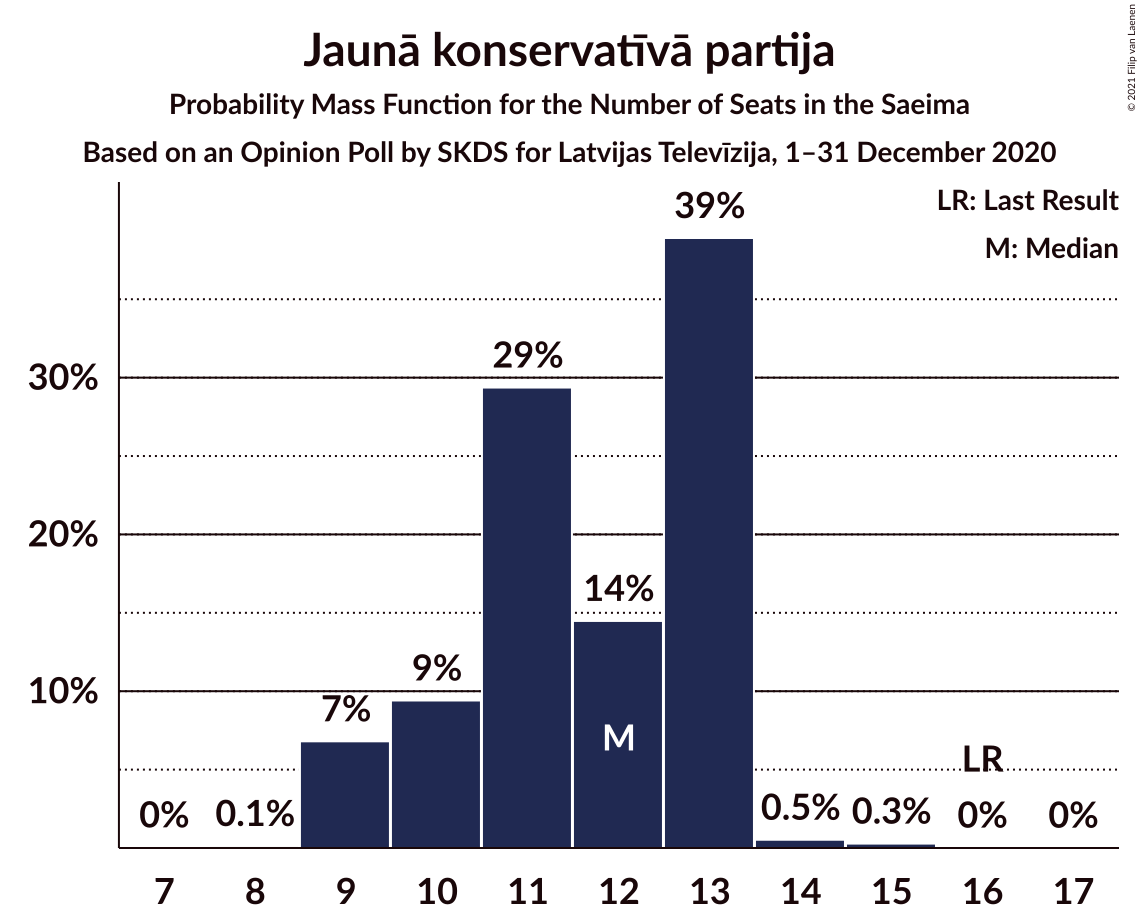 Jaunā konservatīvā partija
Probability Mass Function for the Number of Seats in the Saeima
Based on an Opinion Poll by SKDS for Latvijas Televīzija, 1–31 December 2020
© 2021 Filip van Laenen
LR: Last Result
M: Median
39%
29%
30%
20%
14%
9%
10%
7%
M
LR
0%
0.1%
0.5%
0.3%
0%
0%
7 8 9 10 11 12 13 14 15 16 17